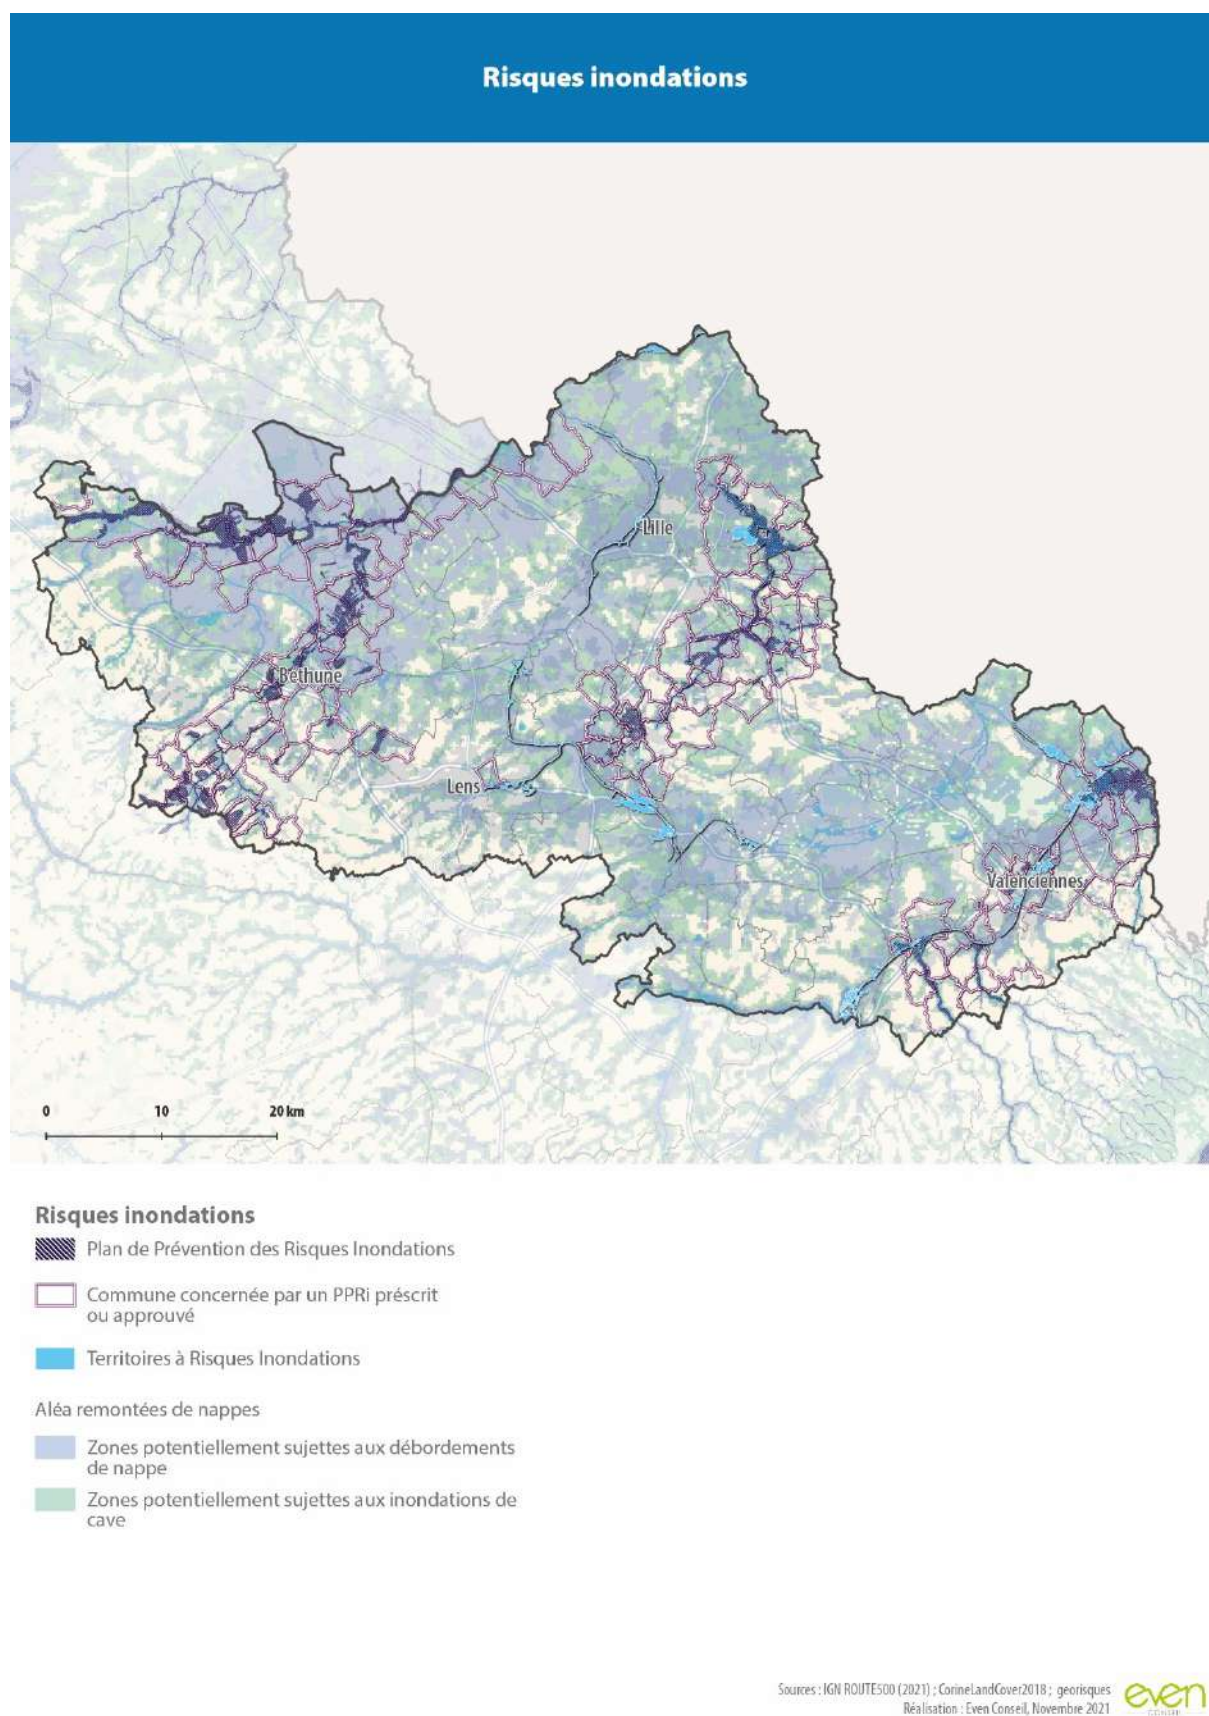 Risques inondations
Lille
Béthune
Lens
Valenciennes
0 10 20 km
Risques inondations
Plan de Prévention des Risques Inondations
Commune concernée par un PPRi préscrit
ou approuvé
Territoires à Risques Inondations
Aléa remontées de nappes
Zones potentiellement sujettes aux débordements
de nappe
Zones potentiellement sujettes aux inondations de
cave
Sources : IGN ROUTE500 (2021) ; CorineLandCover2018 ; georisques
Réalisation : Even Conseil, Novembre 2021
even
CONSEIL